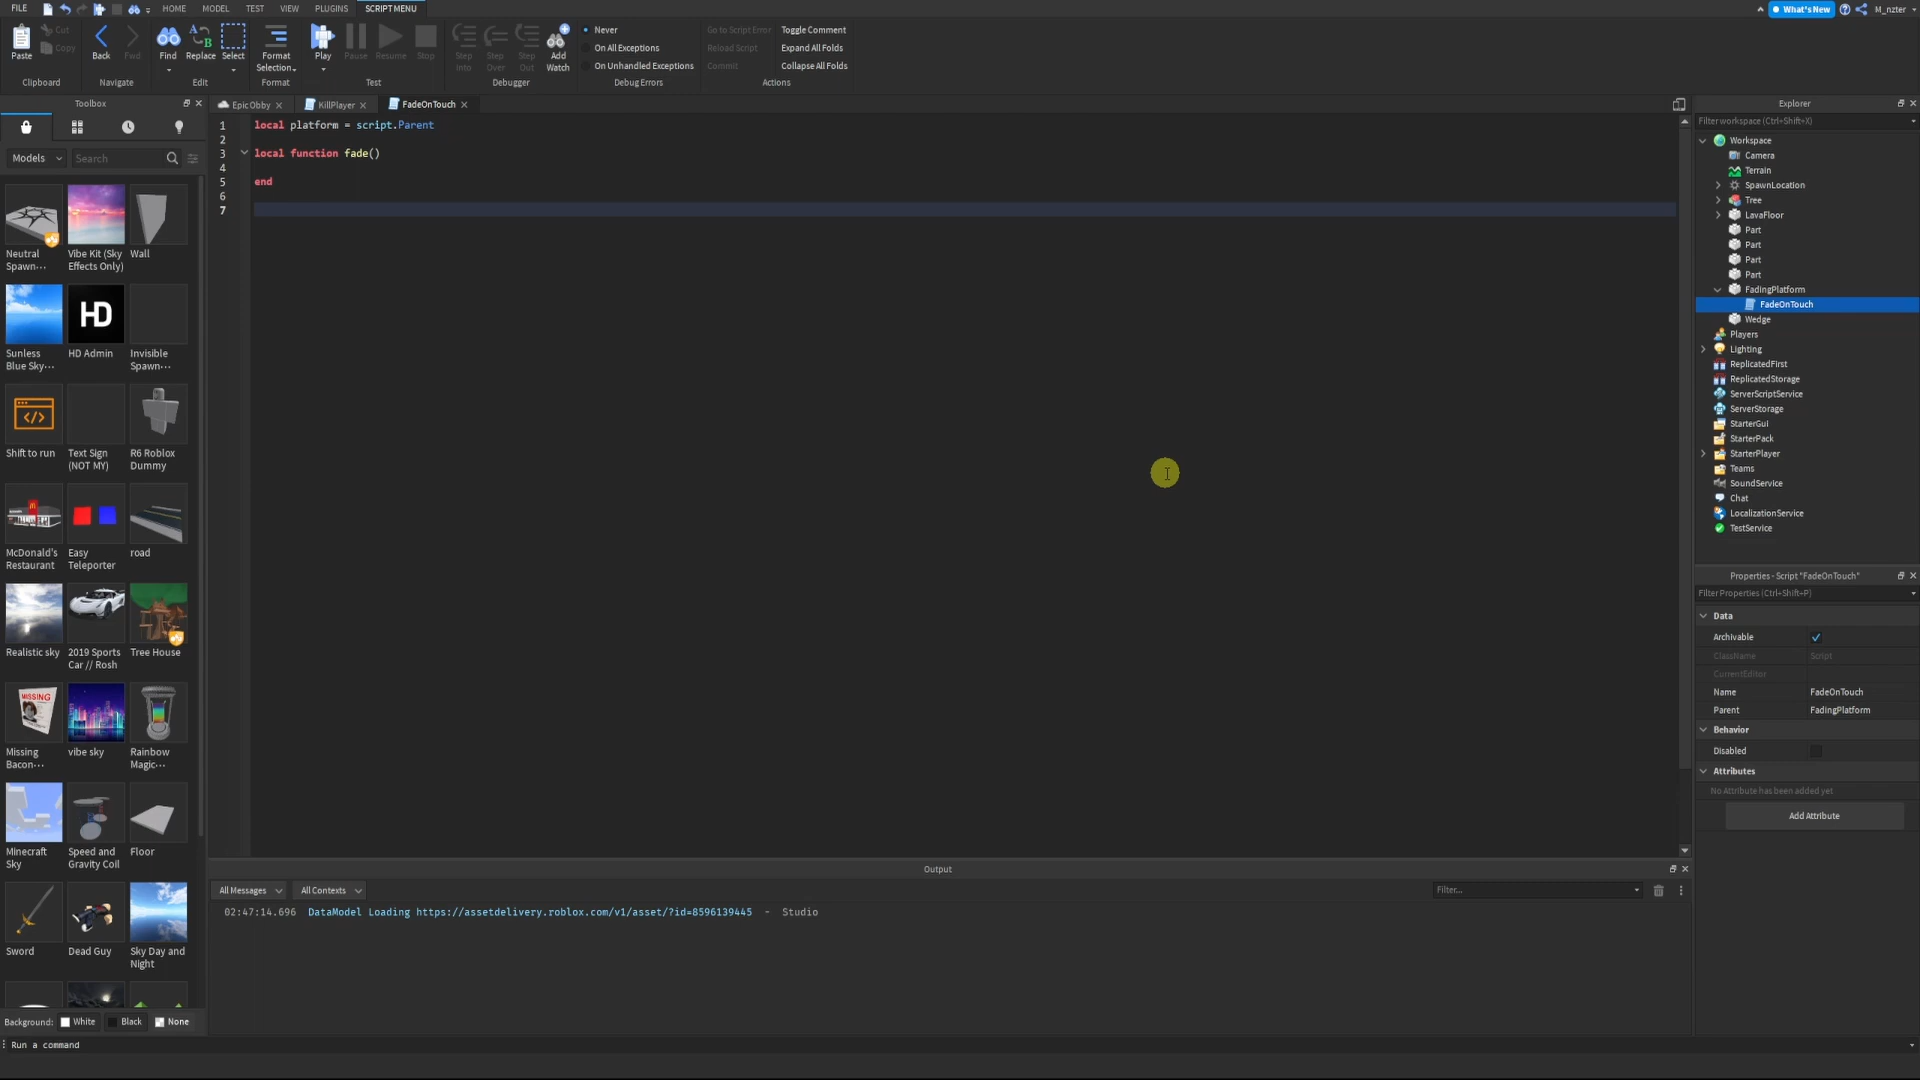 FILE HOME MODEL TEST VIEW PLUGINS SCRIPT MENU What's New M_nzter
Paste Cut Copy Back Find Find Replace Select Format Selection... Play Pause Resume Stop Step Into Step Over Step Out Add Watch
Never
On All Exceptions
On Unhandled Exceptions
Go to Script Error Toggle Comment
Reload Script Expand All Folds
Commit Collapse All Folds
Clipboard Navigate Edit Format Test Debugger Debug Errors Actions
Toolbox
Models Search
Neutral Spawn...
Vibe Kit (Sky Effects Only)
Wall
Sunless Blue Sky...
HD
HD Admin
Invisible Spawn...
Shift to run
Text Sign (NOT MY)
R6 Roblox Dummy
McDonald's Restaurant
Easy Teleporter
road
Realistic sky
2019 Sports Car // Rosh
Tree House
MISSING
Missing Bacon...
vibe sky
Rainbow Magic...
Minecraft Sky
Speed and Gravity Coil
Floor
Sword
Dead Guy
Sky Day and Night
Background: White Black None
Run a command
EpicObby KillPlayer FadeOnTouch
1 local platform = script.Parent
2
3 local function fade()
4
5 end
6
7
Output
All Messages All Contexts Filter...
02:47:14.696 DataModel Loading https://assetdelivery.roblox.com/v1/asset/?id=8596139445 - Studio
Explorer
Filter workspace (Ctrl+Shift+X)
Workspace
Camera
Terrain
SpawnLocation
Tree
LavaFloor
Part
Part
Part
Part
FadingPlatform
FadeOnTouch
Wedge
Players
Lighting
ReplicatedFirst
ReplicatedStorage
ServerScriptService
ServerStorage
StarterGui
StarterPack
StarterPlayer
Teams
SoundService
Chat
LocalizationService
TestService
Properties - Script "FadeOnTouch"
Filter Properties (Ctrl+Shift+P)
Data
Archivable
ClassName Script
CurrentEditor
Name FadeOnTouch
Parent FadingPlatform
Behavior
Disabled
Attributes
No Attribute has been added yet
Add Attribute